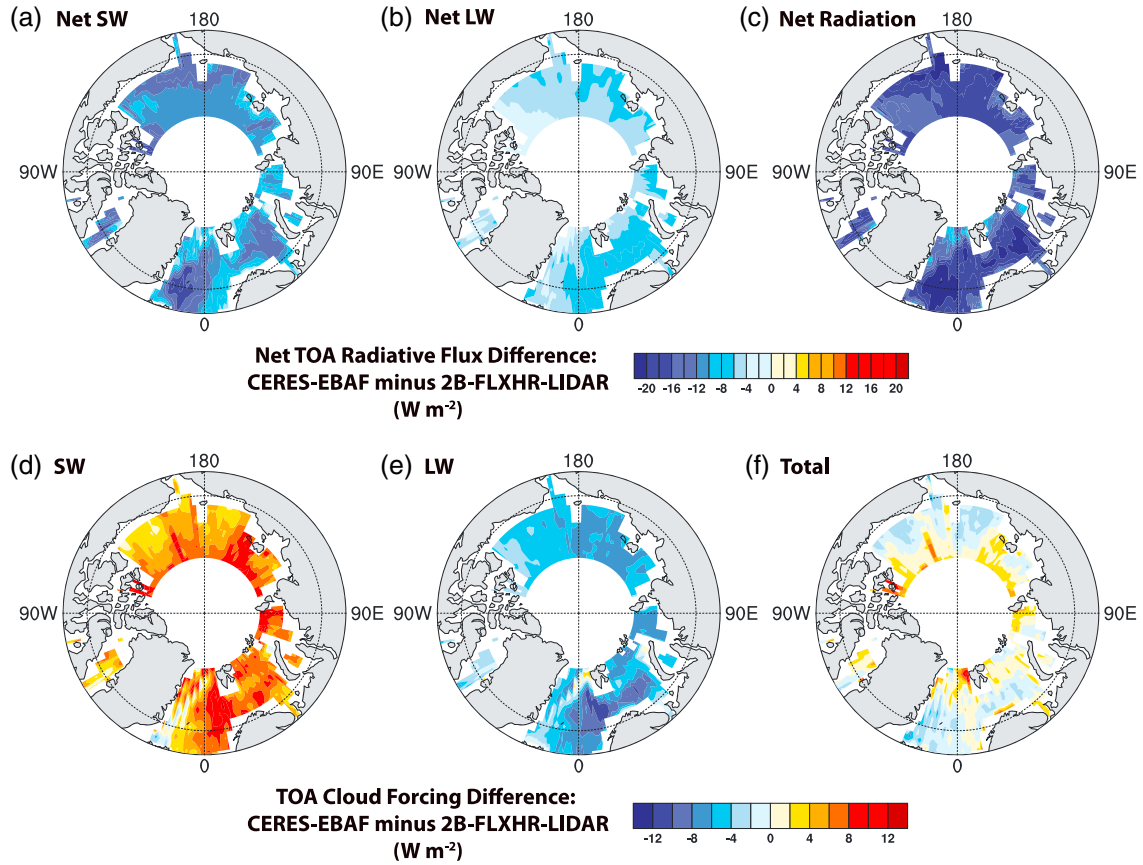 (a) Net SW (b) Net LW (c) Net Radiation
180 180 180
90W 90E 90W 90E 90W 90E
0 0 0
Net TOA Radiative Flux Difference:
CERES-EBAF minus 2B-FLXHR-LIDAR
(W m-2)
-20 -16 -12 -8 -4 0 4 8 12 16 20
(d) SW (e) LW (f) Total
180 180 180
90W 90E 90W 90E 90W 90E
0 0 0
TOA Cloud Forcing Difference:
CERES-EBAF minus 2B-FLXHR-LIDAR
(W m-2)
-12 -8 -4 0 4 8 12